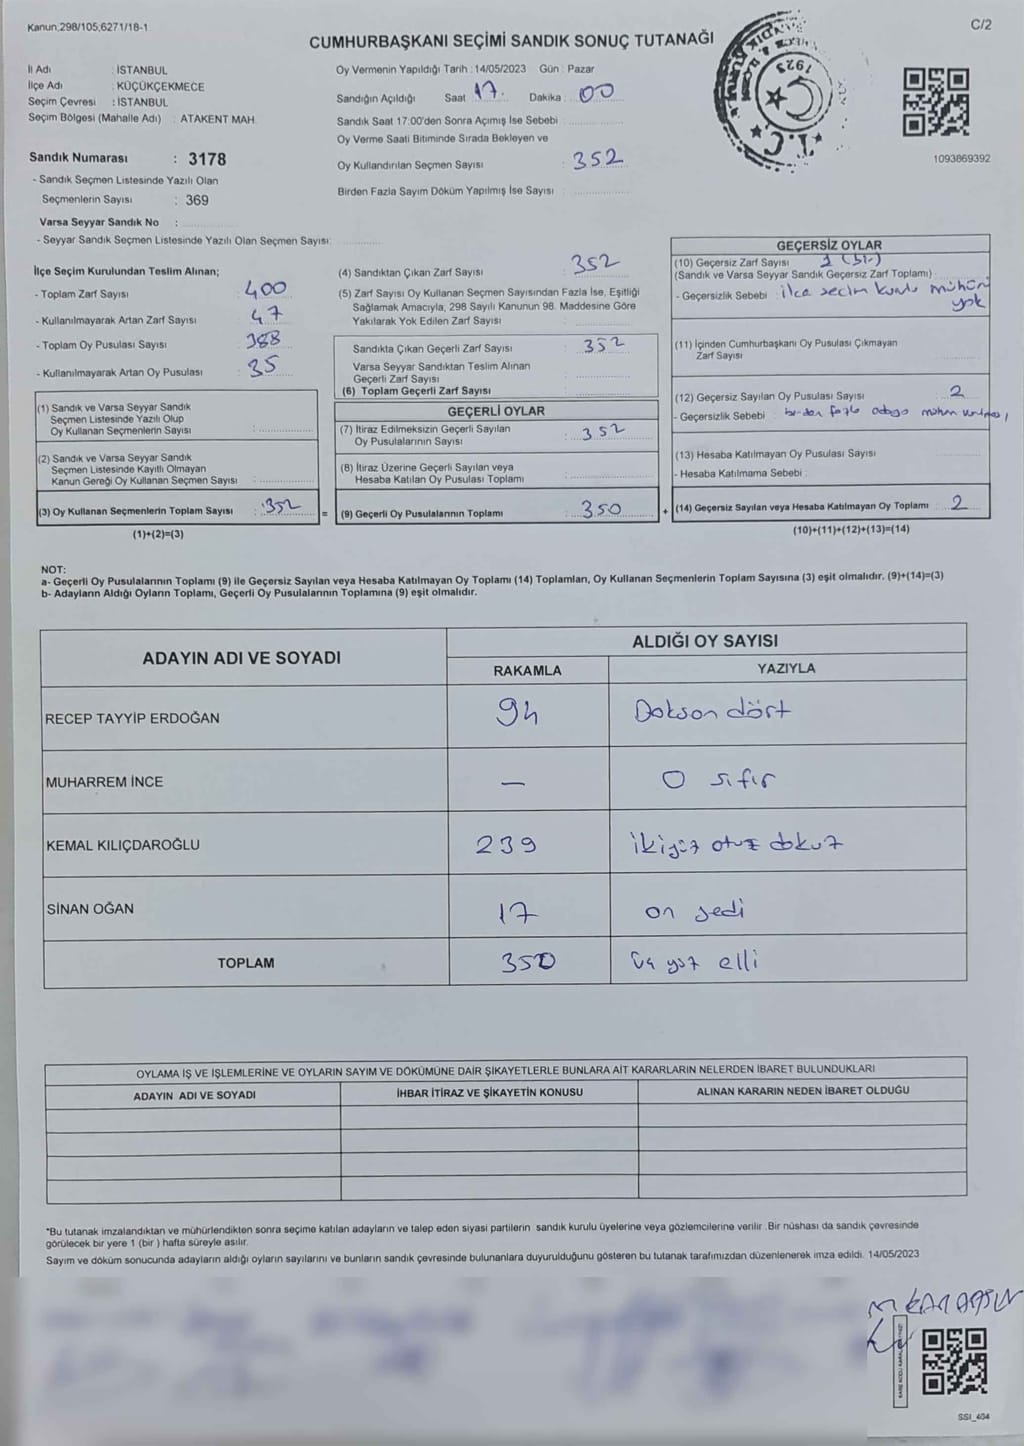 Kanun,298/105,6271/18-1
C/2
CUMHURBAŞKANI SEÇİMİ SANDIK SONUÇ TUTANAĞI
İl Adı : İSTANBUL
İlçe Adı : KÜÇÜKÇEKMECE
Seçim Çevresi : İSTANBUL
Seçim Bölgesi (Mahalle Adı) : ATAKENT MAH.
Sandık Numarası : 3178
- Sandık Seçmen Listesinde Yazılı Olan
Seçmenlerin Sayısı : 369
Varsa Seyyar Sandık No :
- Seyyar Sandık Seçmen Listesinde Yazılı Olan Seçmen Sayısı:
Oy Vermenin Yapıldığı Tarih : 14/05/2023 Gün : Pazar
Sandığın Açıldığı Saat 17. Dakika : 00
Sandık Saat 17:00'den Sonra Açımış İse Sebebi :
Oy Verme Saati Bitiminde Sırada Bekleyen ve
Oy Kullandırılan Seçmen Sayısı : 352
Birden Fazla Sayım Döküm Yapılmış İse Sayısı :
T.C.
1923
1093869392
İlçe Seçim Kurulundan Teslim Alınan;
- Toplam Zarf Sayısı : 400
- Kullanılmayarak Artan Zarf Sayısı : 47
- Toplam Oy Pusulası Sayısı : 388
- Kullanılmayarak Artan Oy Pusulası : 35
(1) Sandık ve Varsa Seyyar Sandık
Seçmen Listesinde Yazılı Olup
Oy Kullanan Seçmenlerin Sayısı :
(2) Sandık ve Varsa Seyyar Sandık
Seçmen Listesinde Kayıtlı Olmayan
Kanun Gereği Oy Kullanan Seçmen Sayısı :
(3) Oy Kullanan Seçmenlerin Toplam Sayısı : 352 =
(1)+(2)=(3)
(4) Sandıktan Çıkan Zarf Sayısı : 352
(5) Zarf Sayısı Oy Kullanan Seçmen Sayısından Fazla İse, Eşitliği
Sağlamak Amacıyla, 298 Sayılı Kanunun 98. Maddesine Göre
Yakılarak Yok Edilen Zarf Sayısı :
Sandıkta Çıkan Geçerli Zarf Sayısı : 352
Varsa Seyyar Sandıktan Teslim Alınan
Geçerli Zarf Sayısı :
(6) Toplam Geçerli Zarf Sayısı :
GEÇERLİ OYLAR
(7) İtiraz Edilmeksizin Geçerli Sayılan
Oy Pusulalarının Sayısı : 352
(8) İtiraz Üzerine Geçerli Sayılan veya
Hesaba Katılan Oy Pusulası Toplamı :
(9) Geçerli Oy Pusulalarının Toplamı : 350 +
GEÇERSİZ OYLAR
(10) Geçersiz Zarf Sayısı 1 (bir)
(Sandık ve Varsa Seyyar Sandık Geçersiz Zarf Toplamı) :
- Geçersizlik Sebebi : ilçe seçim kurulu mühürü
yok
(11) İçinden Cumhurbaşkanı Oy Pusulası Çıkmayan
Zarf Sayısı :
(12) Geçersiz Sayılan Oy Pusulası Sayısı : 2
- Geçersizlik Sebebi : birden fazla adaya mühür
(13) Hesaba Katılmayan Oy Pusulası Sayısı :
- Hesaba Katılmama Sebebi :
(14) Geçersiz Sayılan veya Hesaba Katılmayan Oy Toplamı : 2
(10)+(11)+(12)+(13)=(14)
NOT:
a- Geçerli Oy Pusulalarının Toplamı (9) ile Geçersiz Sayılan veya Hesaba Katılmayan Oy Toplamı (14) Toplamları, Oy Kullanan Seçmenlerin Toplam Sayısına (3) eşit olmalıdır. (9)+(14)=(3)
b- Adayların Aldığı Oyların Toplamı, Geçerli Oy Pusulalarının Toplamına (9) eşit olmalıdır.
ADAYIN ADI VE SOYADI
ALDIĞI OY SAYISI
RAKAMLA YAZIYLA
RECEP TAYYİP ERDOĞAN 94 Dokson dört
MUHARREM İNCE — 0 sıfır
KEMAL KILIÇDAROĞLU 239 ikiyüz otuz dokuz
SİNAN OĞAN 17 on yedi
TOPLAM 350 üç yüz elli
OYLAMA İŞ VE İŞLEMLERİNE VE OYLARIN SAYIM VE DÖKÜMÜNE DAİR ŞİKAYETLERLE BUNLARA AİT KARARLARIN NELERDEN İBARET BULUNDUKLARI
ADAYIN ADI VE SOYADI İHBAR İTİRAZ VE ŞİKAYETİN KONUSU ALINAN KARARIN NEDEN İBARET OLDUĞU
*Bu tutanak imzalandıktan ve mühürlendikten sonra seçime katılan adayların ve talep eden siyasi partilerin sandık kurulu üyelerine veya gözlemcilerine verilir. Bir nüshası da sandık çevresinde
görülecek bir yere 1 (bir) hafta süreyle asılır.
Sayım ve döküm sonucunda adayların aldığı oyların sayılarını ve bunların sandık çevresinde bulunanlara duyurulduğunu gösteren bu tutanak tarafımızdan düzenlenerek imza edildi. 14/05/2023
SSI_404